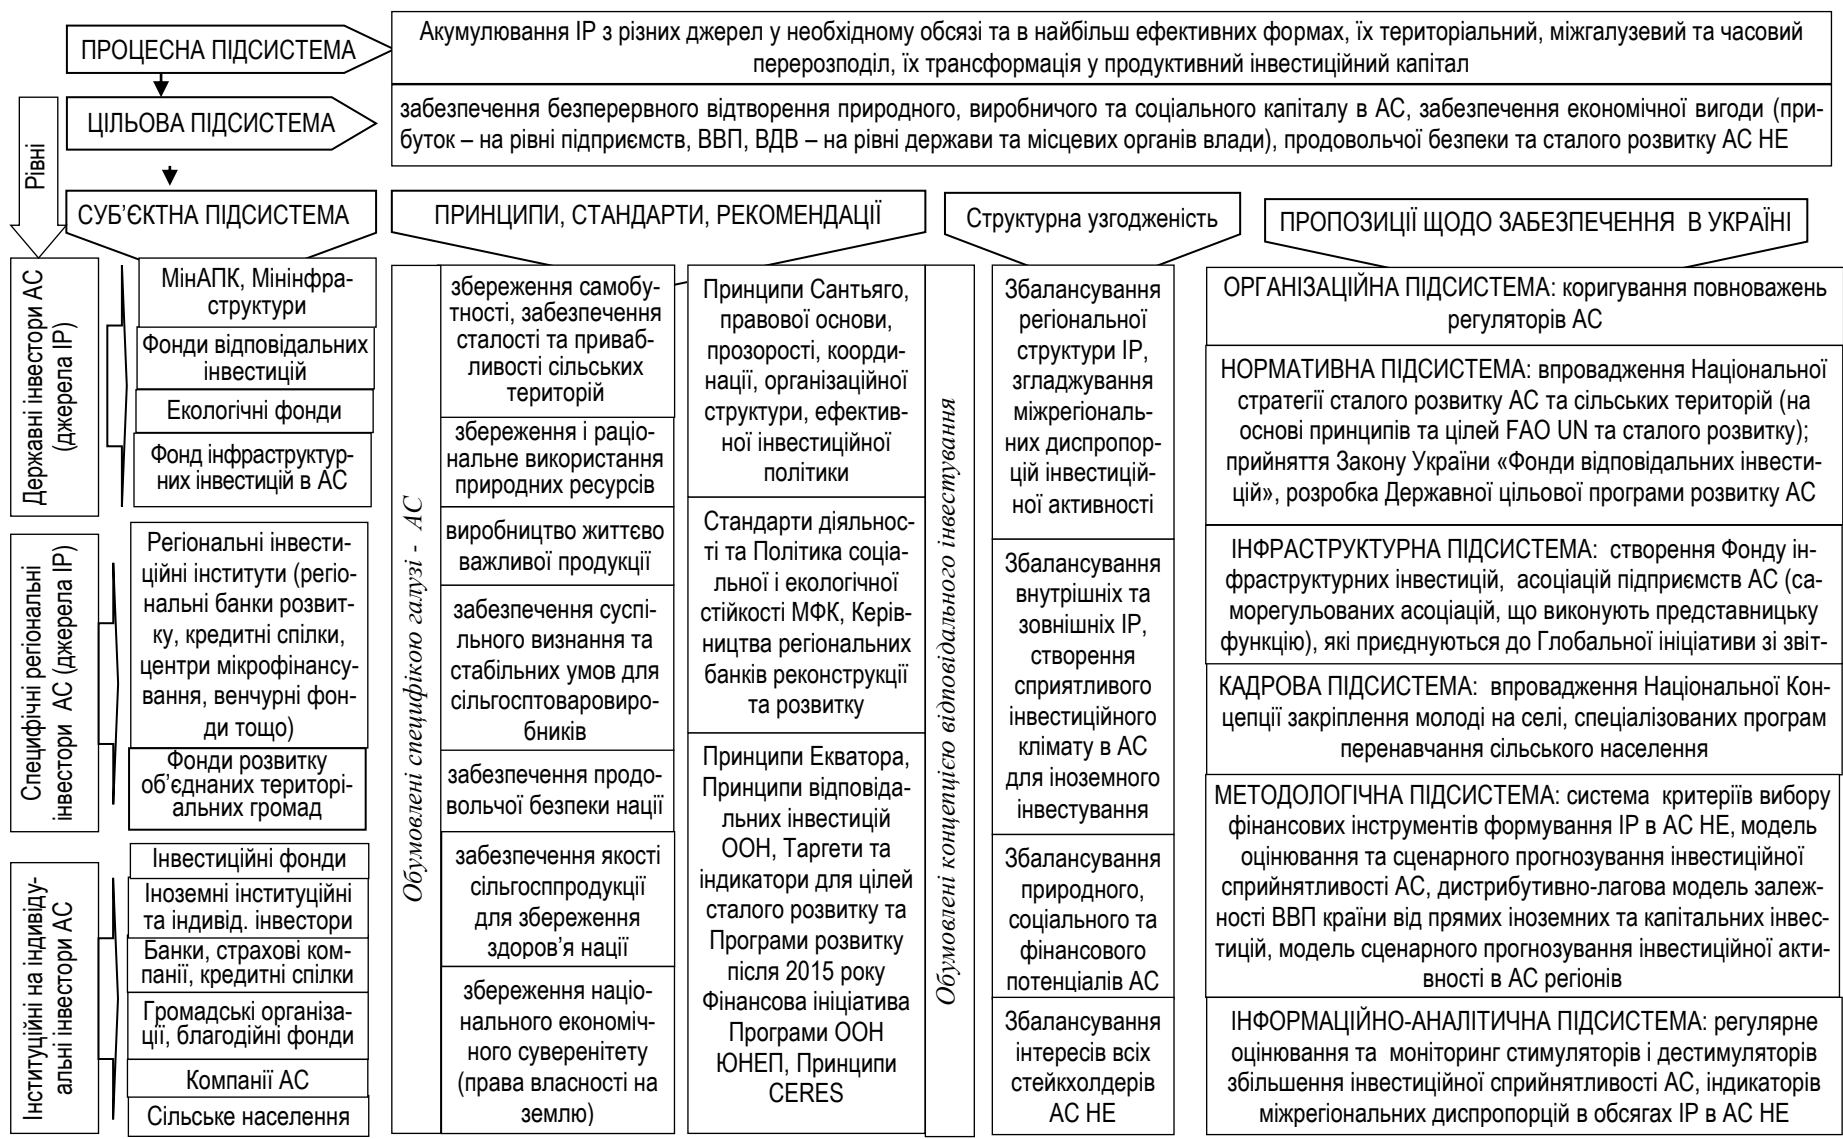 ПРОЦЕСНА ПІДСИСТЕМА
Акумулювання ІР з різних джерел у необхідному обсязі та в найбільш ефективних формах, їх територіальний, міжгалузевий та часовий
перерозподіл, їх трансформація у продуктивний інвестиційний капітал
ЦІЛЬОВА ПІДСИСТЕМА
забезпечення безперервного відтворення природного, виробничого та соціального капіталу в АС, забезпечення економічної вигоди (при-
буток – на рівні підприємств, ВВП, ВДВ – на рівні держави та місцевих органів влади), продовольчої безпеки та сталого розвитку АС НЕ
Рівні
СУБ'ЄКТНА ПІДСИСТЕМА
ПРИНЦИПИ, СТАНДАРТИ, РЕКОМЕНДАЦІЇ
Структурна узгодженість
ПРОПОЗИЦІЇ ЩОДО ЗАБЕЗПЕЧЕННЯ В УКРАЇНІ
Державні інвестори АС
(джерела ІР)
МінАПК, Мінінфра-
структури
Фонди відповідальних
інвестицій
Екологічні фонди
Фонд інфраструктур-
них інвестицій в АС
Специфічні регіональні
інвестори АС (джерела ІР)
Регіональні інвести-
ційні інститути (регіо-
нальні банки розвит-
ку, кредитні спілки,
центри мікрофінансу-
вання, венчурні фон-
ди тощо)
Фонди розвитку
об'єднаних територі-
альних громад
Інституційні на індивіду-
альні інвестори АС
Інвестиційні фонди
Іноземні інституційні
та індивід. інвестори
Банки, страхові ком-
панії, кредитні спілки
Громадські організа-
ції, благодійні фонди
Компанії АС
Сільське населення
Обумовлені специфікою галузі - АС
збереження самобу-
тності, забезпечення
сталості та приваб-
ливості сільських
територій
збереження і раціо-
нальне використання
природних ресурсів
виробництво життєво
важливої продукції
забезпечення суспі-
льного визнання та
стабільних умов для
сільгосптоваровиро-
бників
забезпечення продо-
вольчої безпеки нації
забезпечення якості
сільгосппродукції
для збереження
здоров'я нації
збереження націо-
нального економіч-
ного суверенітету
(права власності на
землю)
Принципи Сантьяго,
правової основи,
прозорості, коорди-
нації, організаційної
структури, ефектив-
ної інвестиційної
політики
Стандарти діяльнос-
ті та Політика соціа-
льної і екологічної
стійкості МФК, Керів-
ництва регіональних
банків реконструкції
та розвитку
Принципи Екватора,
Принципи відповіда-
льних інвестицій
ООН, Таргети та
індикатори для цілей
сталого розвитку та
Програми розвитку
після 2015 року
Фінансова ініціатива
Програми ООН
ЮНЕП, Принципи
CERES
Обумовлені концепцією відповідального інвестування
Збалансування
регіональної
структури ІР,
згладжування
міжрегіональ-
них диспропор-
цій інвестицій-
ної активності
Збалансування
внутрішніх та
зовнішніх ІР,
створення
сприятливого
інвестиційного
клімату в АС
для іноземного
інвестування
Збалансування
природного,
соціального та
фінансового
потенціалів АС
Збалансування
інтересів всіх
стейкхолдерів
АС НЕ
ОРГАНІЗАЦІЙНА ПІДСИСТЕМА: коригування повноважень
регуляторів АС
НОРМАТИВНА ПІДСИСТЕМА: впровадження Національної
стратегії сталого розвитку АС та сільських територій (на
основі принципів та цілей FAO UN та сталого розвитку);
прийняття Закону України «Фонди відповідальних інвести-
цій», розробка Державної цільової програми розвитку АС
ІНФРАСТРУКТУРНА ПІДСИСТЕМА: створення Фонду ін-
фраструктурних інвестицій, асоціацій підприємств АС (са-
морегульованих асоціацій, що виконують представницьку
функцію), які приєднуються до Глобальної ініціативи зі звіт-
КАДРОВА ПІДСИСТЕМА: впровадження Національної Кон-
цепції закріплення молоді на селі, спеціалізованих програм
перенавчання сільського населення
МЕТОДОЛОГІЧНА ПІДСИСТЕМА: система критеріїв вибору
фінансових інструментів формування ІР в АС НЕ, модель
оцінювання та сценарного прогнозування інвестиційної
сприйнятливості АС, дистрибутивно-лагова модель залеж-
ності ВВП країни від прямих іноземних та капітальних інвес-
тицій, модель сценарного прогнозування інвестиційної акти-
вності в АС регіонів
ІНФОРМАЦІЙНО-АНАЛІТИЧНА ПІДСИСТЕМА: регулярне
оцінювання та моніторинг стимуляторів і дестимуляторів
збільшення інвестиційної сприйнятливості АС, індикаторів
міжрегіональних диспропорцій в обсягах ІР в АС НЕ